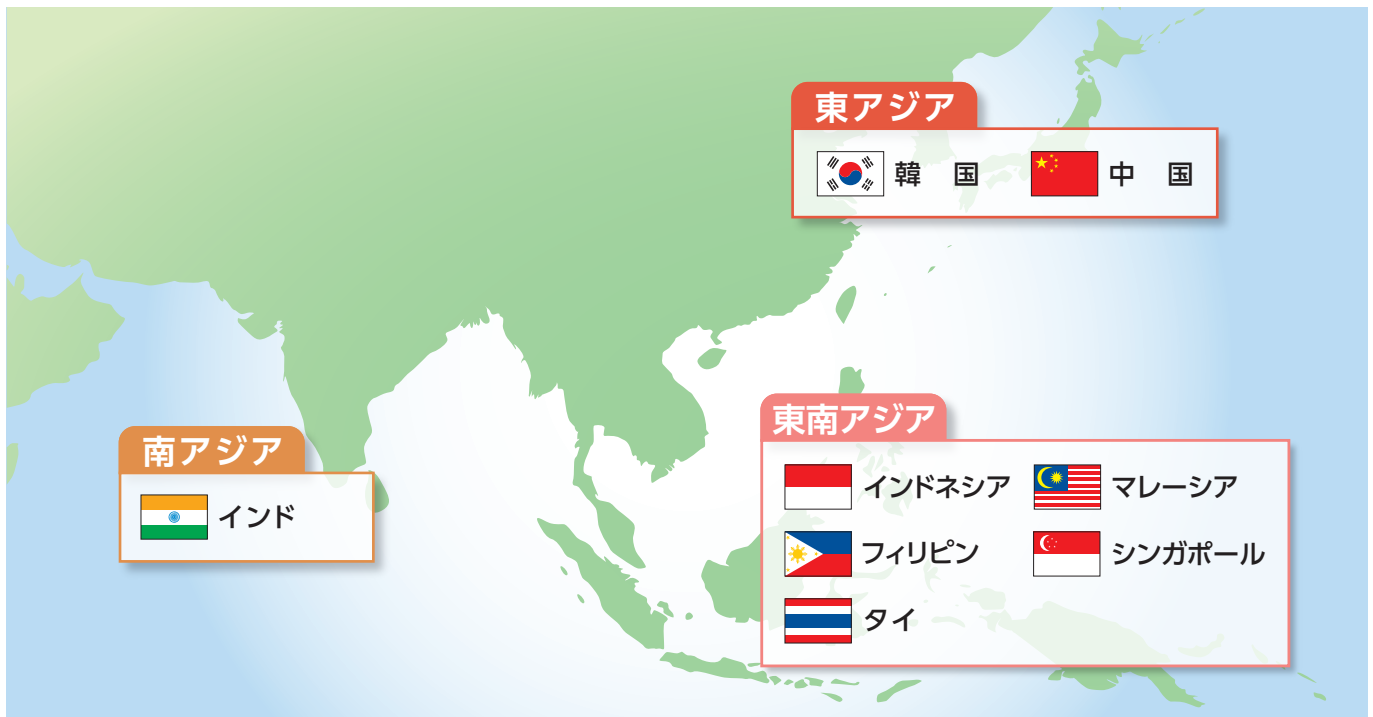 東アジア
韓　国　中　国
南アジア
インド
東南アジア
インドネシア　マレーシア
フィリピン　シンガポール
タイ